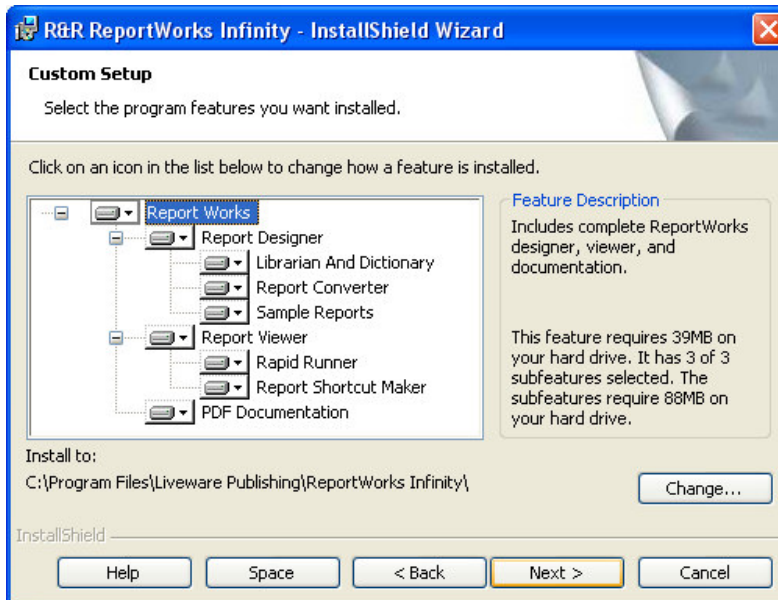 R&R ReportWorks Infinity - InstallShield Wizard
Custom Setup
Select the program features you want installed.
Click on an icon in the list below to change how a feature is installed.
Report Works
Report Designer
Librarian And Dictionary
Report Converter
Sample Reports
Report Viewer
Rapid Runner
Report Shortcut Maker
PDF Documentation
Feature Description
Includes complete ReportWorks
designer, viewer, and
documentation.
This feature requires 39MB on
your hard drive. It has 3 of 3
subfeatures selected. The
subfeatures require 88MB on
your hard drive.
Install to:
C:\Program Files\Liveware Publishing\ReportWorks Infinity\
Change...
InstallShield
Help
Space
< Back
Next >
Cancel